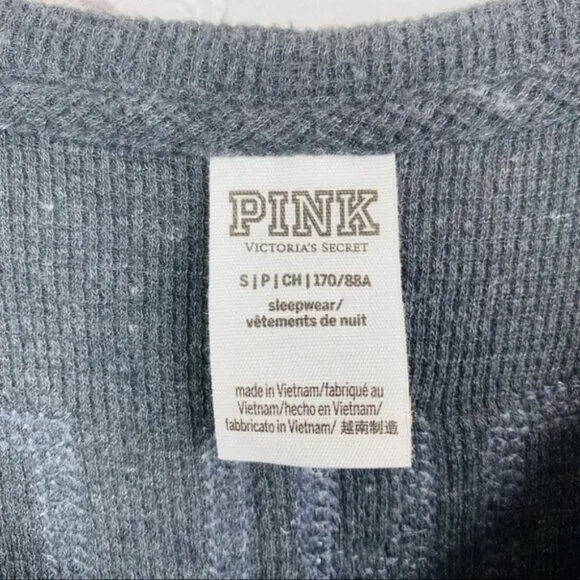 PINK
VICTORIA'S SECRET
S | P | CH | 170/88A
sleepwear/
vêtements de nuit
made in Vietnam/fabriqué au
Vietnam/hecho en Vietnam/
fabbricato in Vietnam/ 越南制造